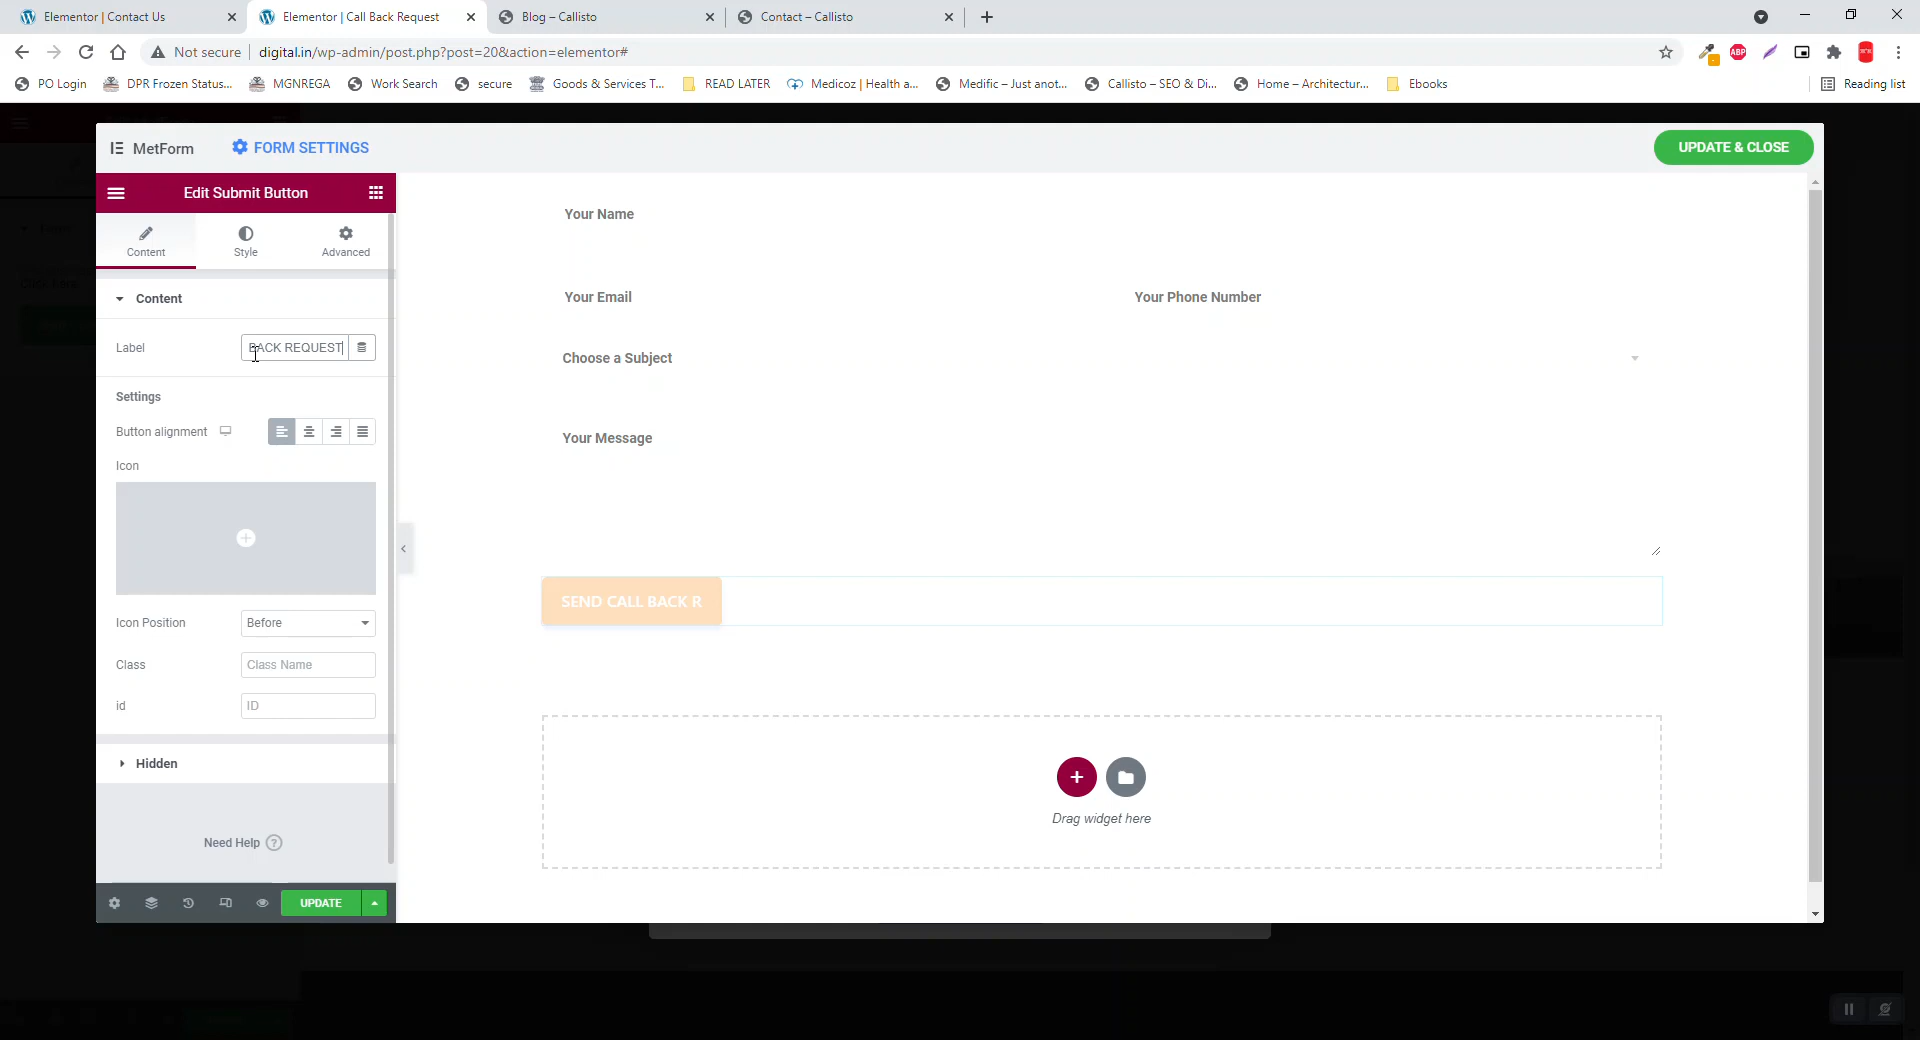 Elementor | Contact Us
Elementor | Call Back Request
Blog – Callisto
Contact – Callisto
Not secure
digital.in/wp-admin/post.php?post=20&action=elementor#
ABP
PO Login
DPR Frozen Status...
MGNREGA
Work Search
secure
Goods & Services T...
READ LATER
Medicoz | Health a...
Medific – Just anot...
Callisto – SEO & Di...
Home – Architectur...
Ebooks
Reading list
MetForm
FORM SETTINGS
UPDATE & CLOSE
Edit Submit Button
Content
Style
Advanced
Content
Label
BACK REQUEST
Settings
Button alignment
Icon
Icon Position
Before
Class
Class Name
id
ID
Hidden
Need Help ?
UPDATE
Your Name
Your Email
Your Phone Number
Choose a Subject
Your Message
SEND CALL BACK R
Drag widget here